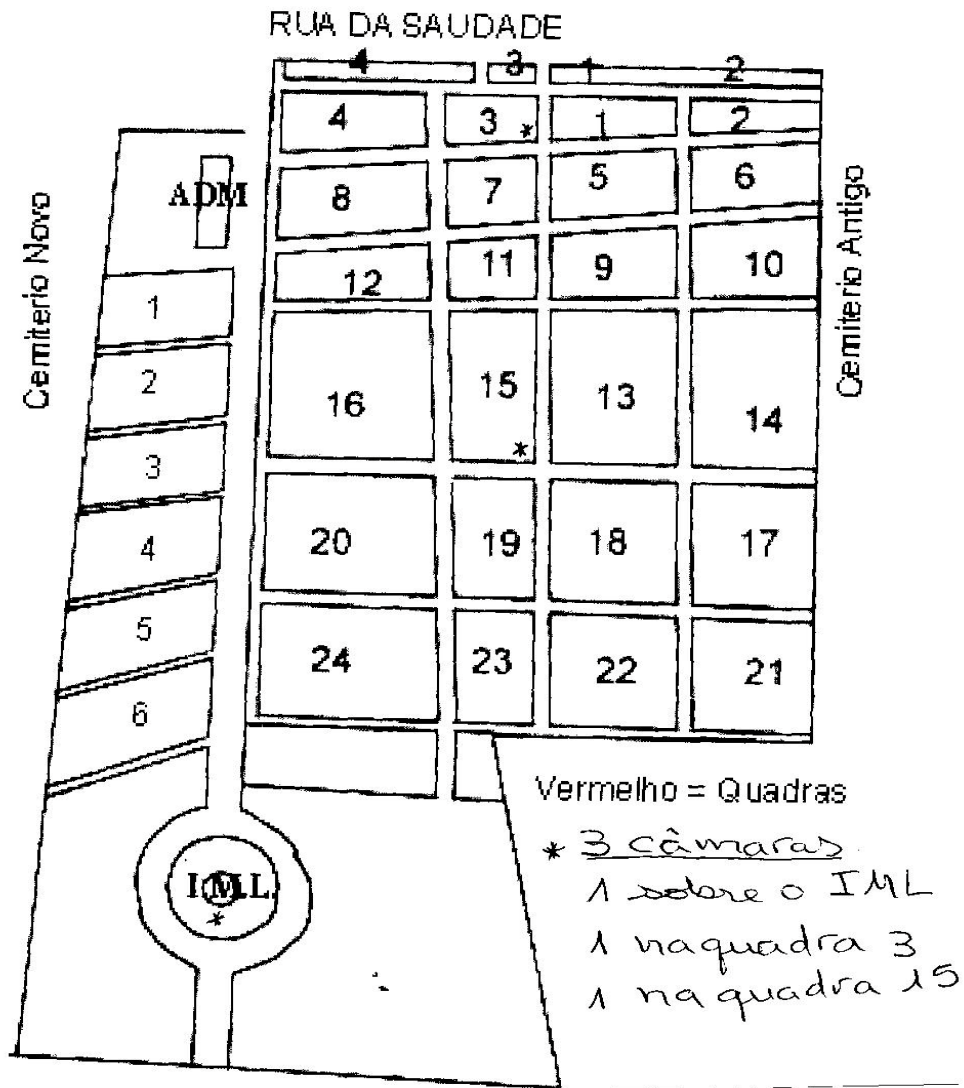 RUA DA SAUDADE
4 3 1 2
4 3 * 1 2
ADM 8 7 5 6
Cemiterio Novo
Cemiterio Antigo
12 11 9 10
1
2
16 15 * 13 14
3
4
20 19 18 17
5
24 23 22 21
6
Vermelho = Quadras
* 3 câmaras
I.M.L. *
1 sobre o IML
1 na quadra 3
1 na quadra 15